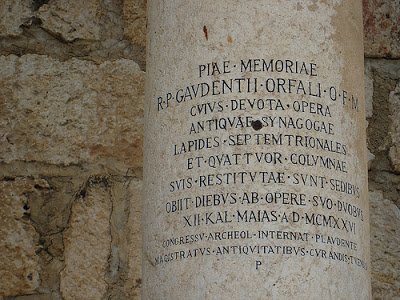 PIAE · MEMORIAE
R · P · GAVDENTII · ORFALI · O · F · M
CVIVS · DEVOTA · OPERA
ANTIQVAE · SYNAGOGAE
LAPIDES · SEPTEMTRIONALES
ET · QVATTVOR · COLVMNAE
SVIS · RESTITVTAE · SVNT · SEDIBVS
OBIIT · DIEBVS · AB · OPERE · SVO · DVOBVS
XII · KAL · MAIAS · A · D · MCMXXVI
CONGRESSV · ARCHEOL · INTERNAT · PLAVDENTE
MAGISTRATVS · ANTIQVITATIBVS · CVRANDIS ·
P